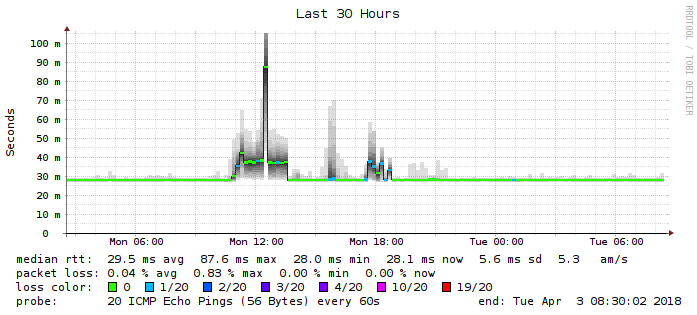 Last 30 Hours
RRDTOOL / TOBI OETIKER
Seconds
100 m
90 m
80 m
70 m
60 m
50 m
40 m
30 m
20 m
10 m
0
Mon 06:00 Mon 12:00 Mon 18:00 Tue 00:00 Tue 06:00
median rtt: 29.5 ms avg 87.6 ms max 28.0 ms min 28.1 ms now 5.6 ms sd 5.3 am/s
packet loss: 0.04 % avg 0.83 % max 0.00 % min 0.00 % now
loss color: 0 1/20 2/20 3/20 4/20 10/20 19/20
probe: 20 ICMP Echo Pings (56 Bytes) every 60s end: Tue Apr 3 08:30:02 2018